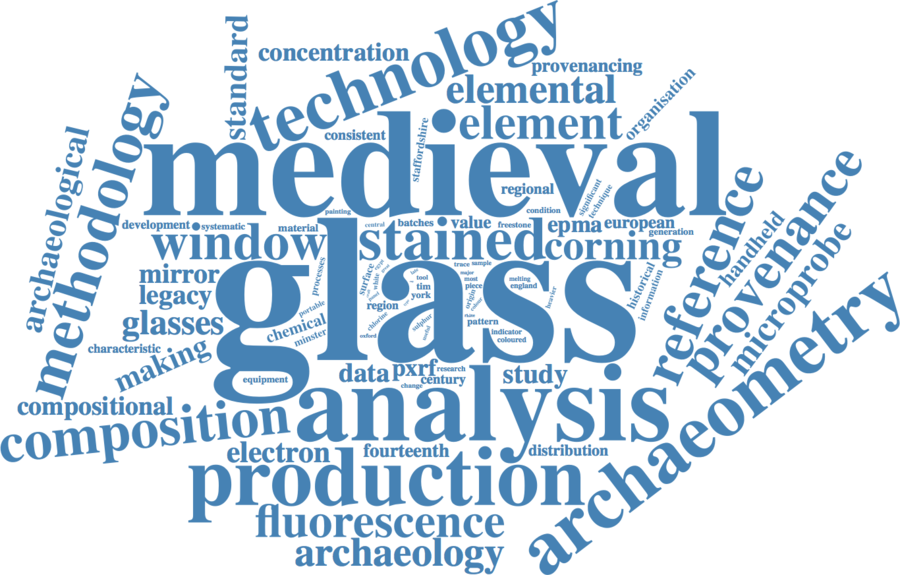 technology
standard
concentration
provenancing
elemental
organisation
methodology
element
consistent
staffordshire
medieval
archaeological
regional
significant
technique
painting
condition
reference
provenance
development
systematic
material
central
batches
value
freestone
epma
european
generation
handheld
window
stained
corning
microprobe
mirror
processes
surface
trace
sample
historical
information
legacy
glass
white
tool
major
most
melting
tim
piece
england
york
origin
heavier
region
portable
glasses
chemical
chlorine
sulphur
pattern
characteristic
minster
oxford
useful
indicator
coloured
making
equipment
data
pxrf
research
century
change
study
archaeometry
compositional
composition
analysis
electron
fourteenth
distribution
production
fluorescence
archaeology